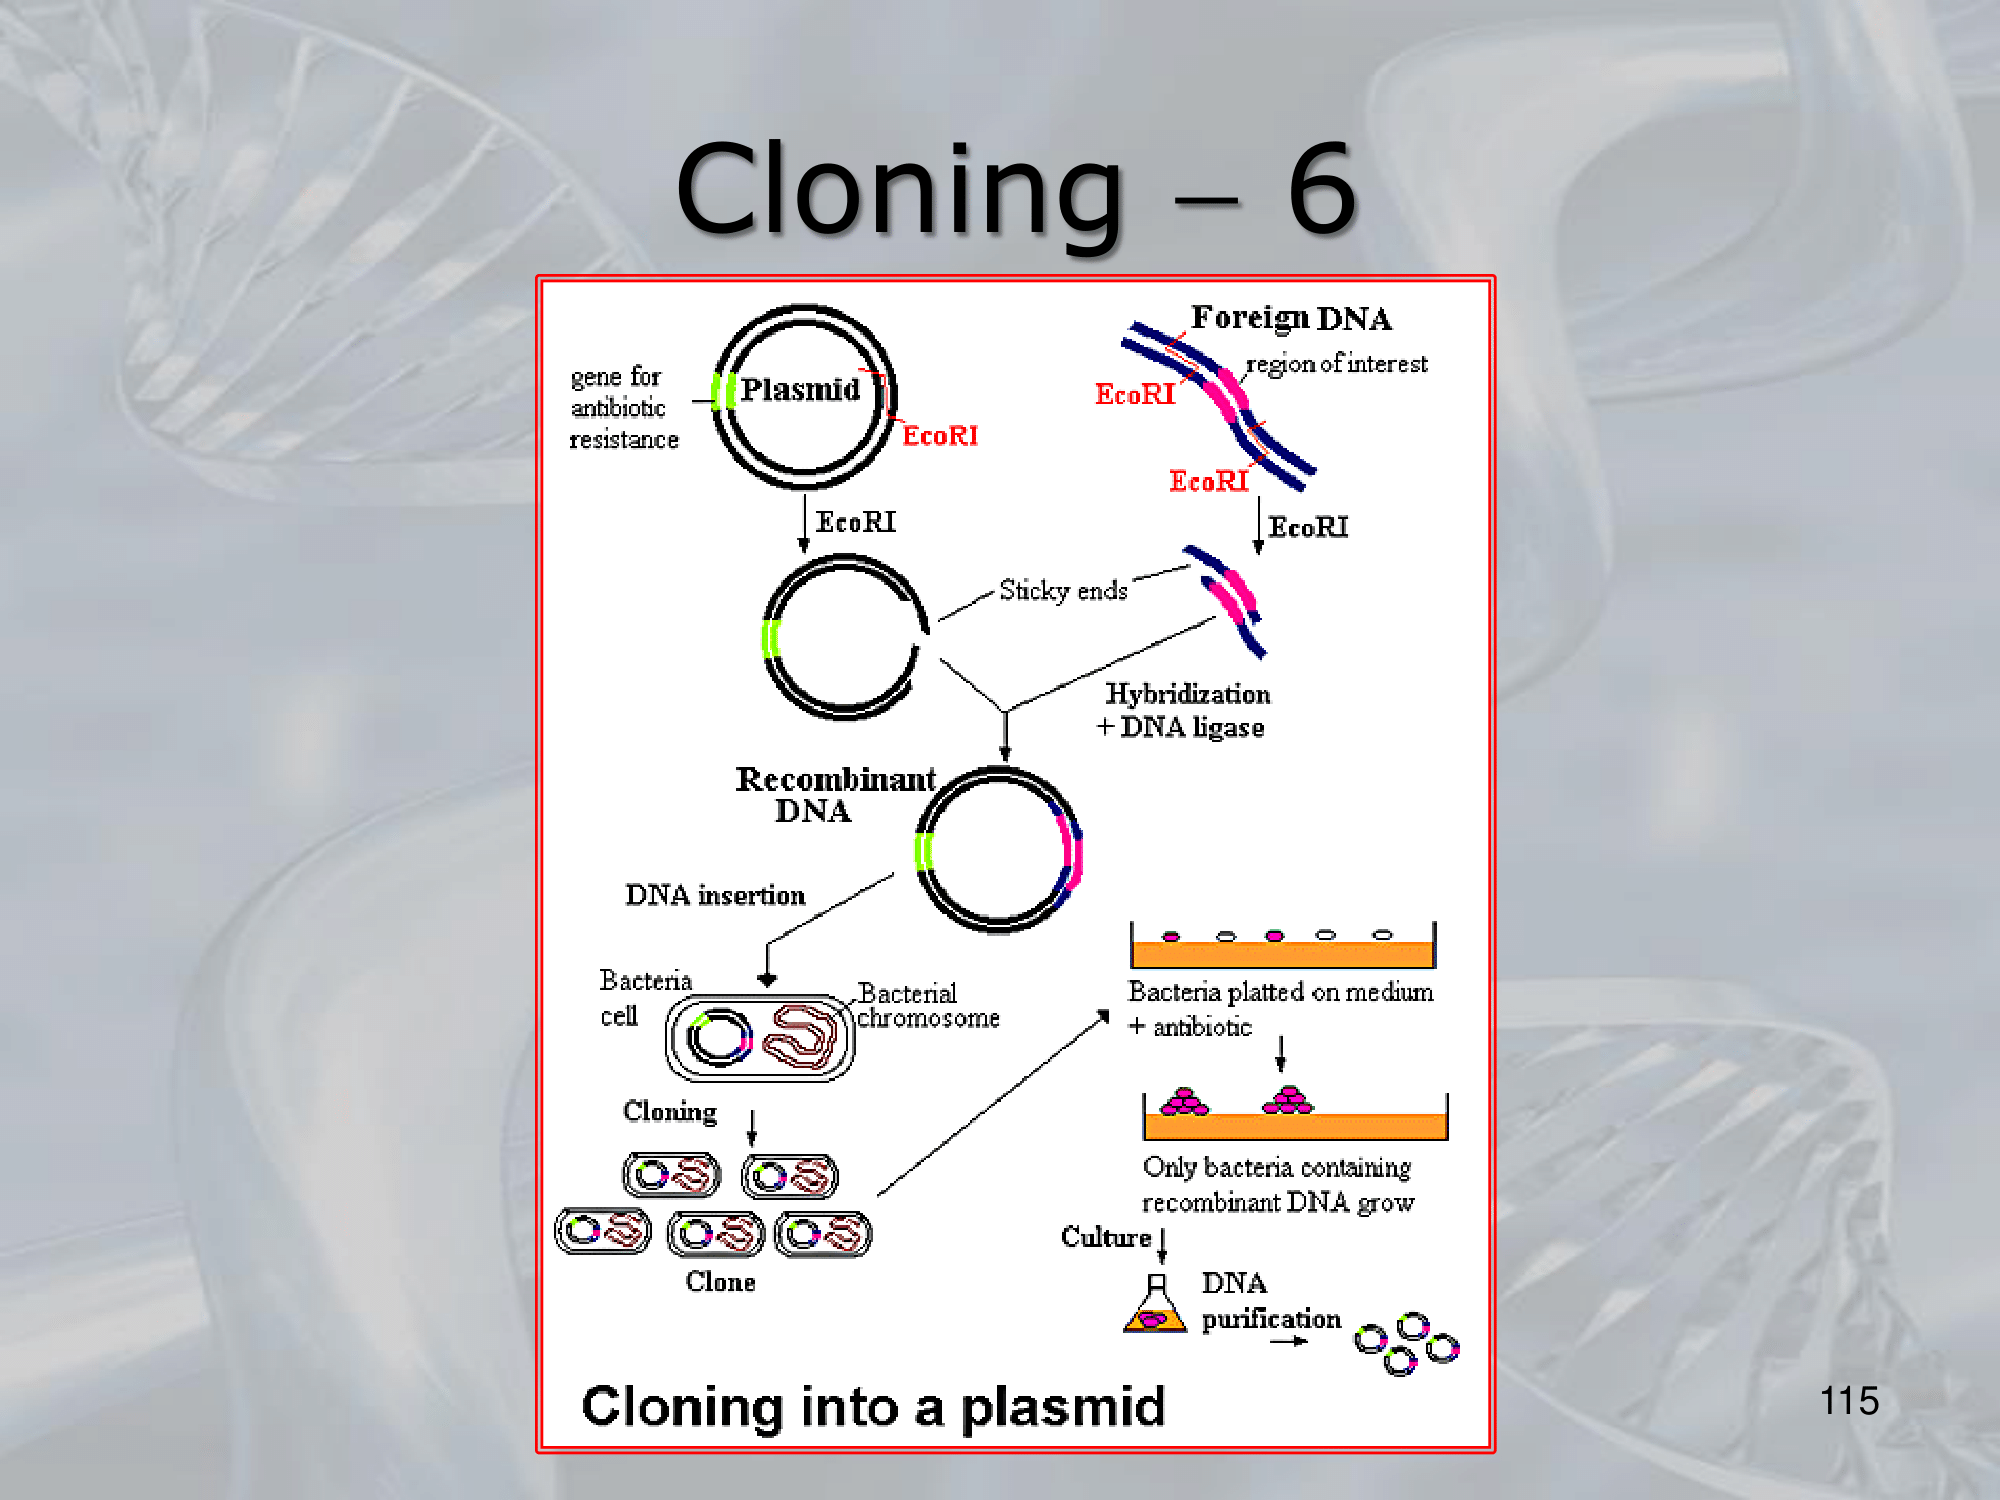 Cloning – 6
Foreign DNA
region of interest
gene for
antibiotic
resistance
Plasmid
EcoRI
EcoRI
EcoRI
EcoRI
EcoRI
Sticky ends
Hybridization
+ DNA ligase
Recombinant
DNA
DNA insertion
Bacteria
cell
Bacterial
chromosome
Cloning
Clone
Bacteria platted on medium
+ antibiotic
Only bacteria containing
recombinant DNA grow
Culture
DNA
purification
Cloning into a plasmid
115